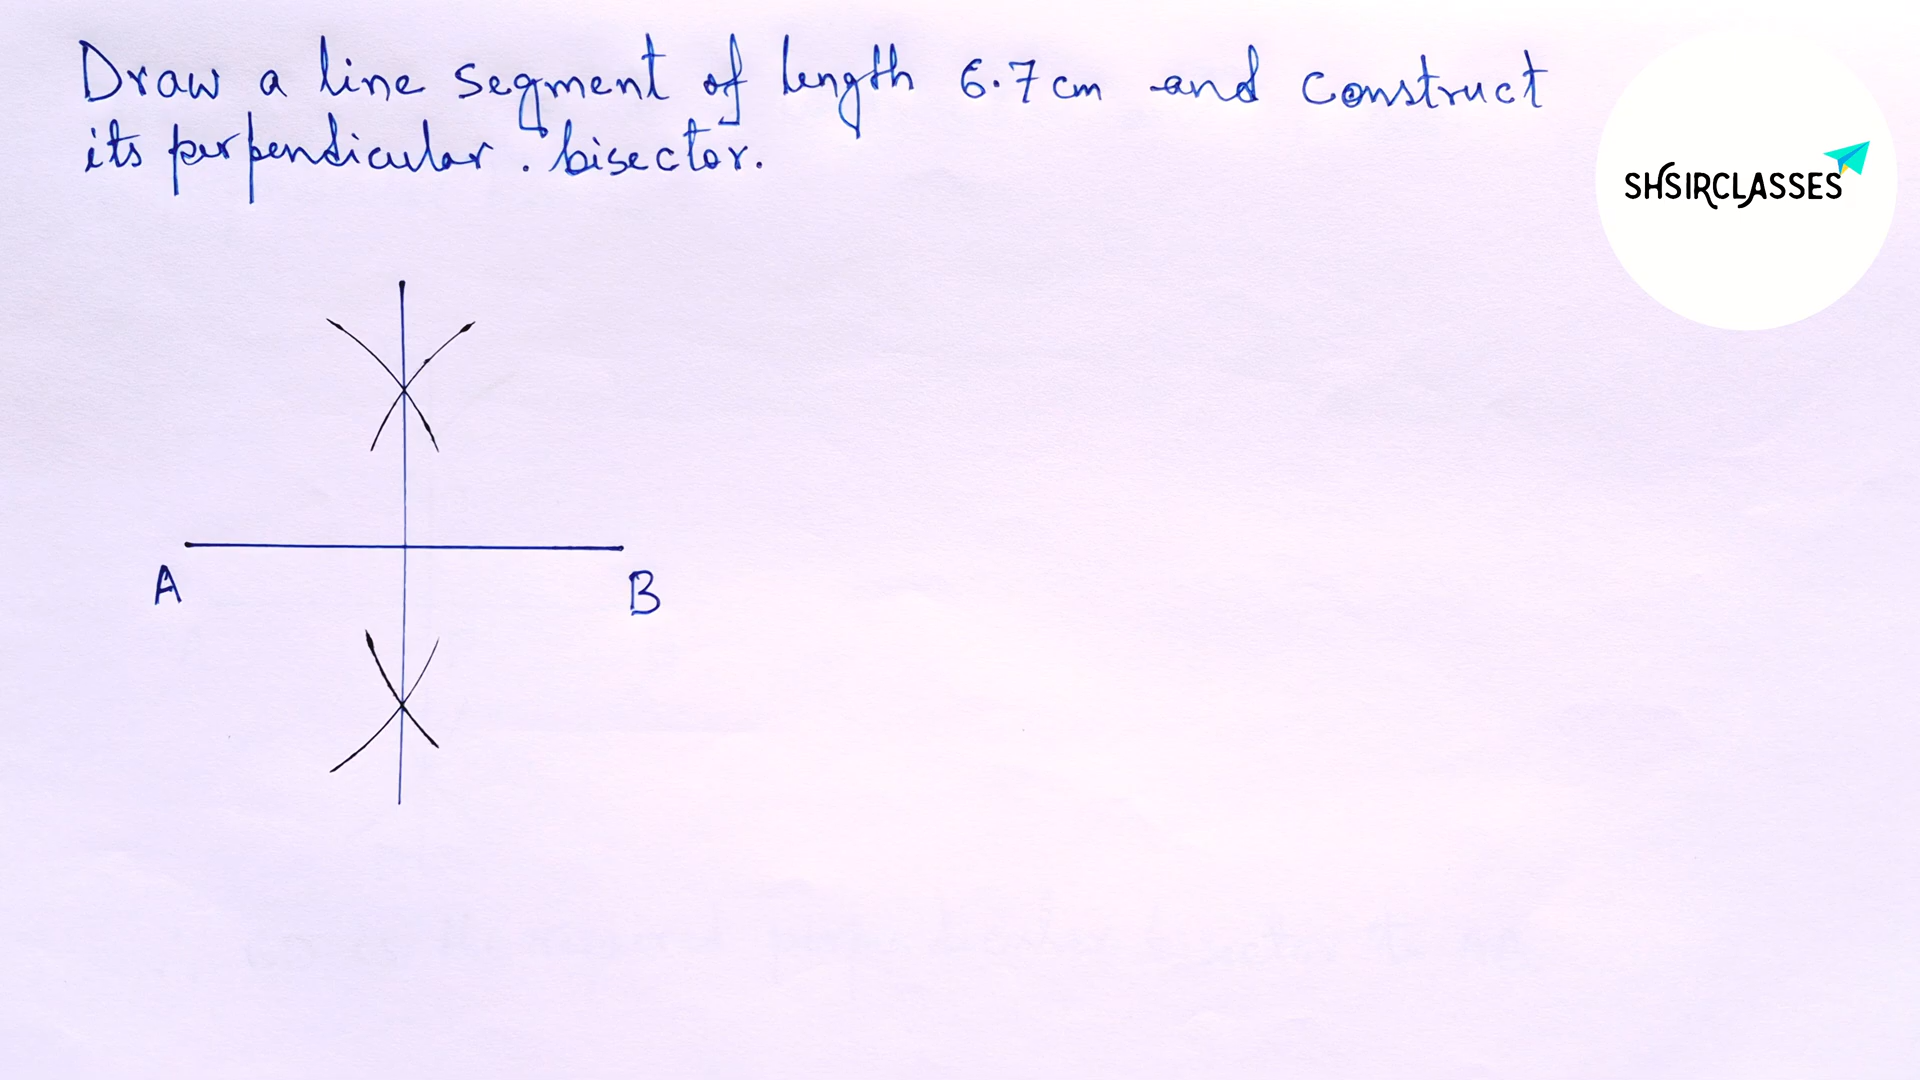 Draw a line segment of length 6.7 cm and construct
its perpendicular . bisector.
SHSIRCLASSES
A
B